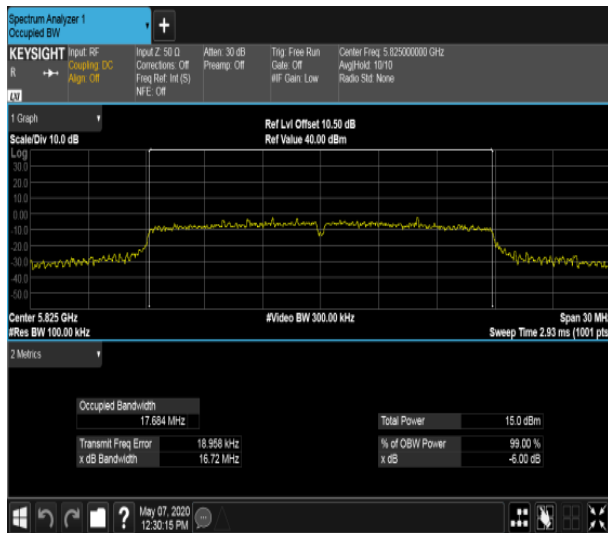 Spectrum Analyzer 1
Occupied BW
+
KEYSIGHT Input: RF Input Z: 50 Ω Atten: 30 dB Trig: Free Run Center Freq: 5.825000000 GHz
R Coupling: DC Corrections: Off Preamp: Off Gate: Off Avg|Hold: 10/10
Align: Off Freq Ref: Int (S) #IF Gain: Low Radio Std: None
NFE: Off
LXI
1 Graph
Ref Lvl Offset 10.50 dB
Scale/Div 10.0 dB Ref Value 40.00 dBm
Log
30.0
20.0
10.0
0.00
-10.0
-20.0
-30.0
-40.0
-50.0
Center 5.825 GHz #Video BW 300.00 kHz Span 30 MHz
#Res BW 100.00 kHz Sweep Time 2.93 ms (1001 pts
2 Metrics
Occupied Bandwidth
17.684 MHz Total Power 15.0 dBm
Transmit Freq Error 18.958 kHz % of OBW Power 99.00 %
x dB Bandwidth 16.72 MHz x dB -6.00 dB
? May 07, 2020
12:30:15 PM